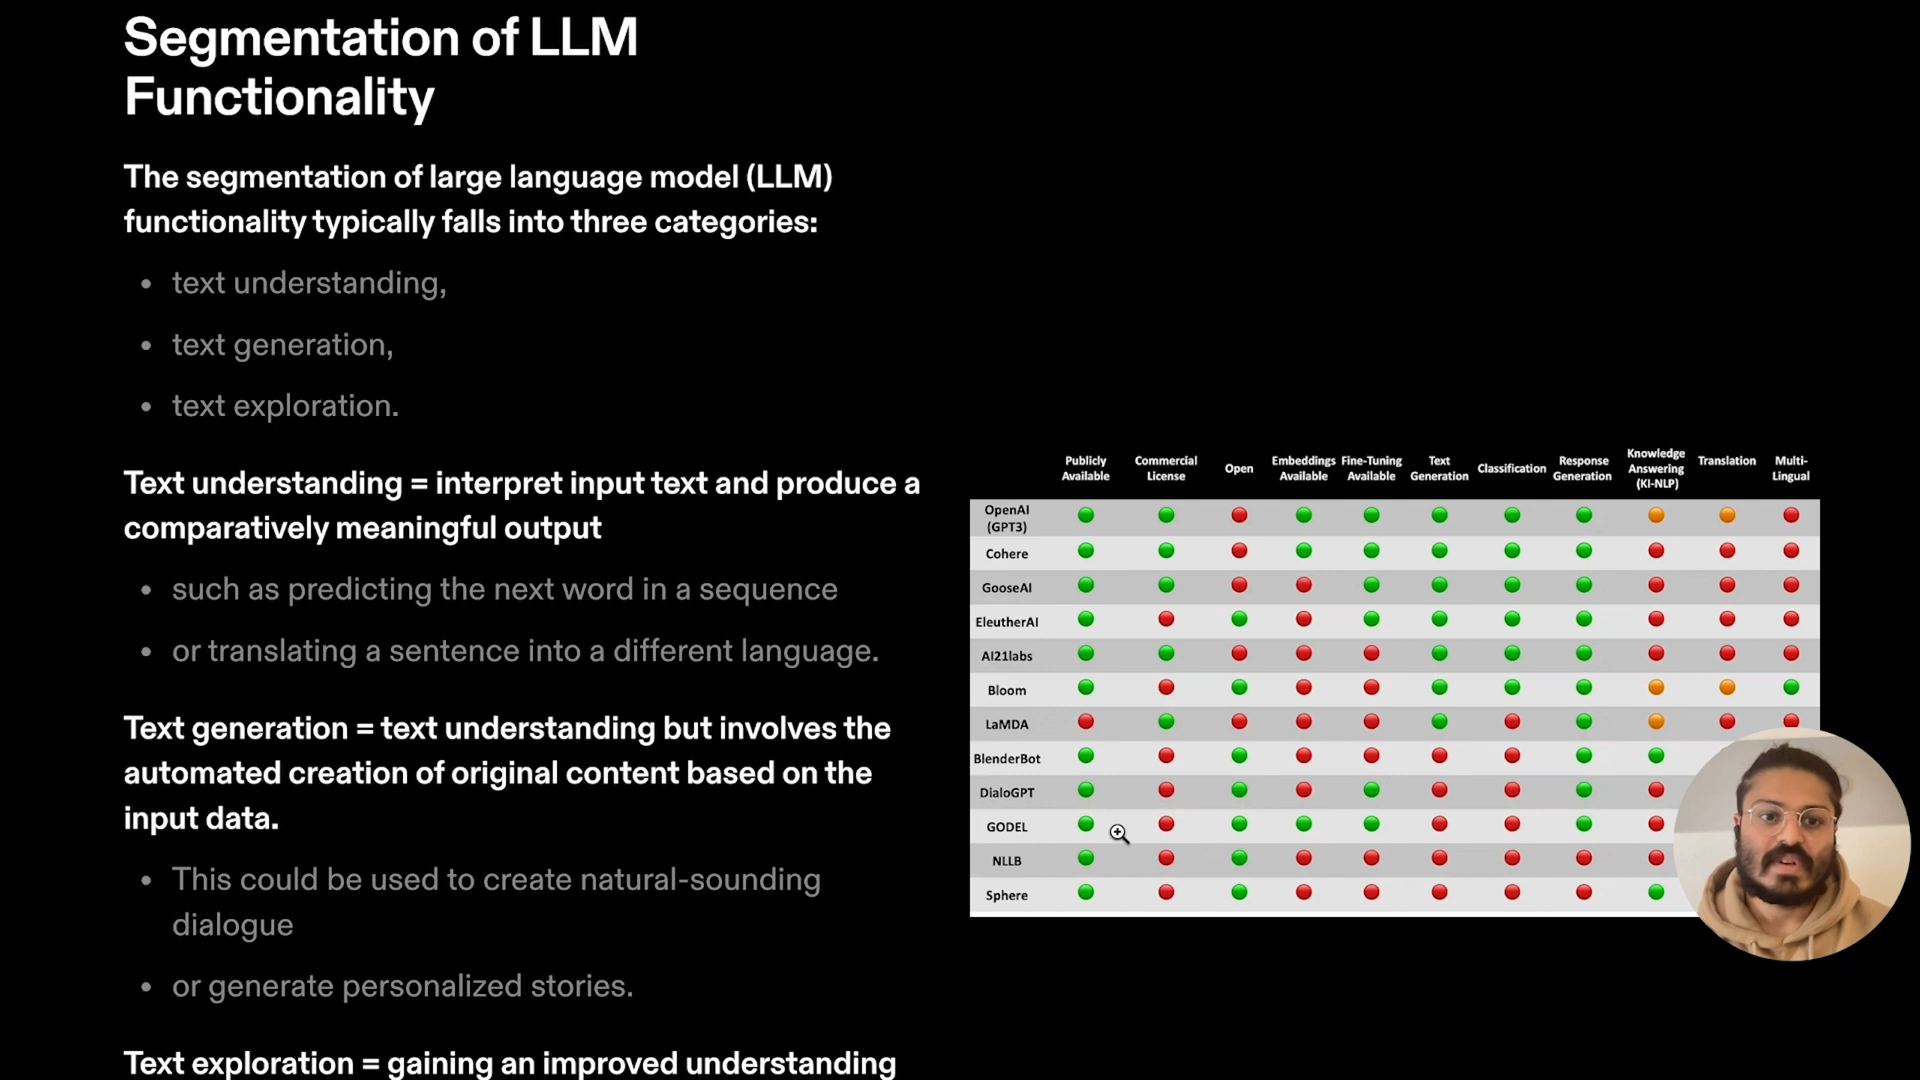 Segmentation of LLM
Functionality
The segmentation of large language model (LLM)
functionality typically falls into three categories:
• text understanding,
• text generation,
• text exploration.
Text understanding = interpret input text and produce a
comparatively meaningful output
• such as predicting the next word in a sequence
• or translating a sentence into a different language.
Text generation = text understanding but involves the
automated creation of original content based on the
input data.
• This could be used to create natural-sounding
dialogue
• or generate personalized stories.
Text exploration = gaining an improved understanding
Publicly Available
Commercial License
Open
Embeddings Available
Fine-Tuning Available
Text Generation
Classification
Response Generation
Knowledge Answering (KI-NLP)
Translation
Multi-Lingual
OpenAI
(GPT3)
Cohere
GooseAI
EleutherAI
AI21labs
Bloom
LaMDA
BlenderBot
DialoGPT
GODEL
NLLB
Sphere